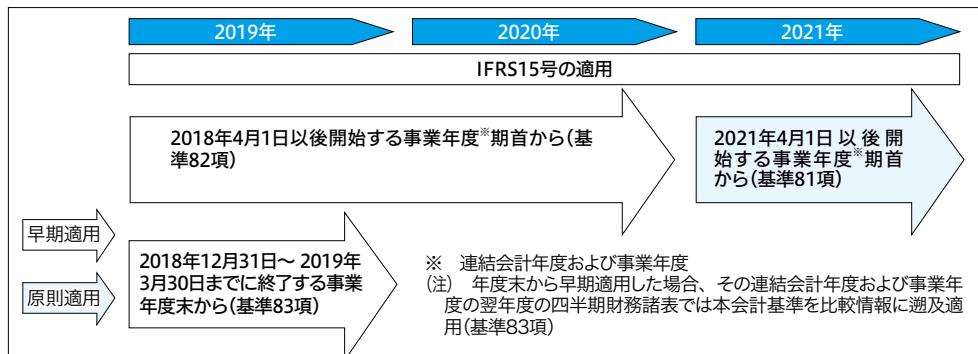 2019年
2020年
2021年
IFRS15号の適用
2018年4月1日以後開始する事業年度※期首から(基
準82項)
2021年4月1日以後開
始する事業年度※期首
から(基準81項)
早期適用
原則適用
2018年12月31日～2019年
3月30日までに終了する事業
年度末から(基準83項)
※ 連結会計年度および事業年度
(注) 年度末から早期適用した場合、その連結会計年度および事業年
度の翌年度の四半期財務諸表では本会計基準を比較情報に遡及適
用(基準83項)